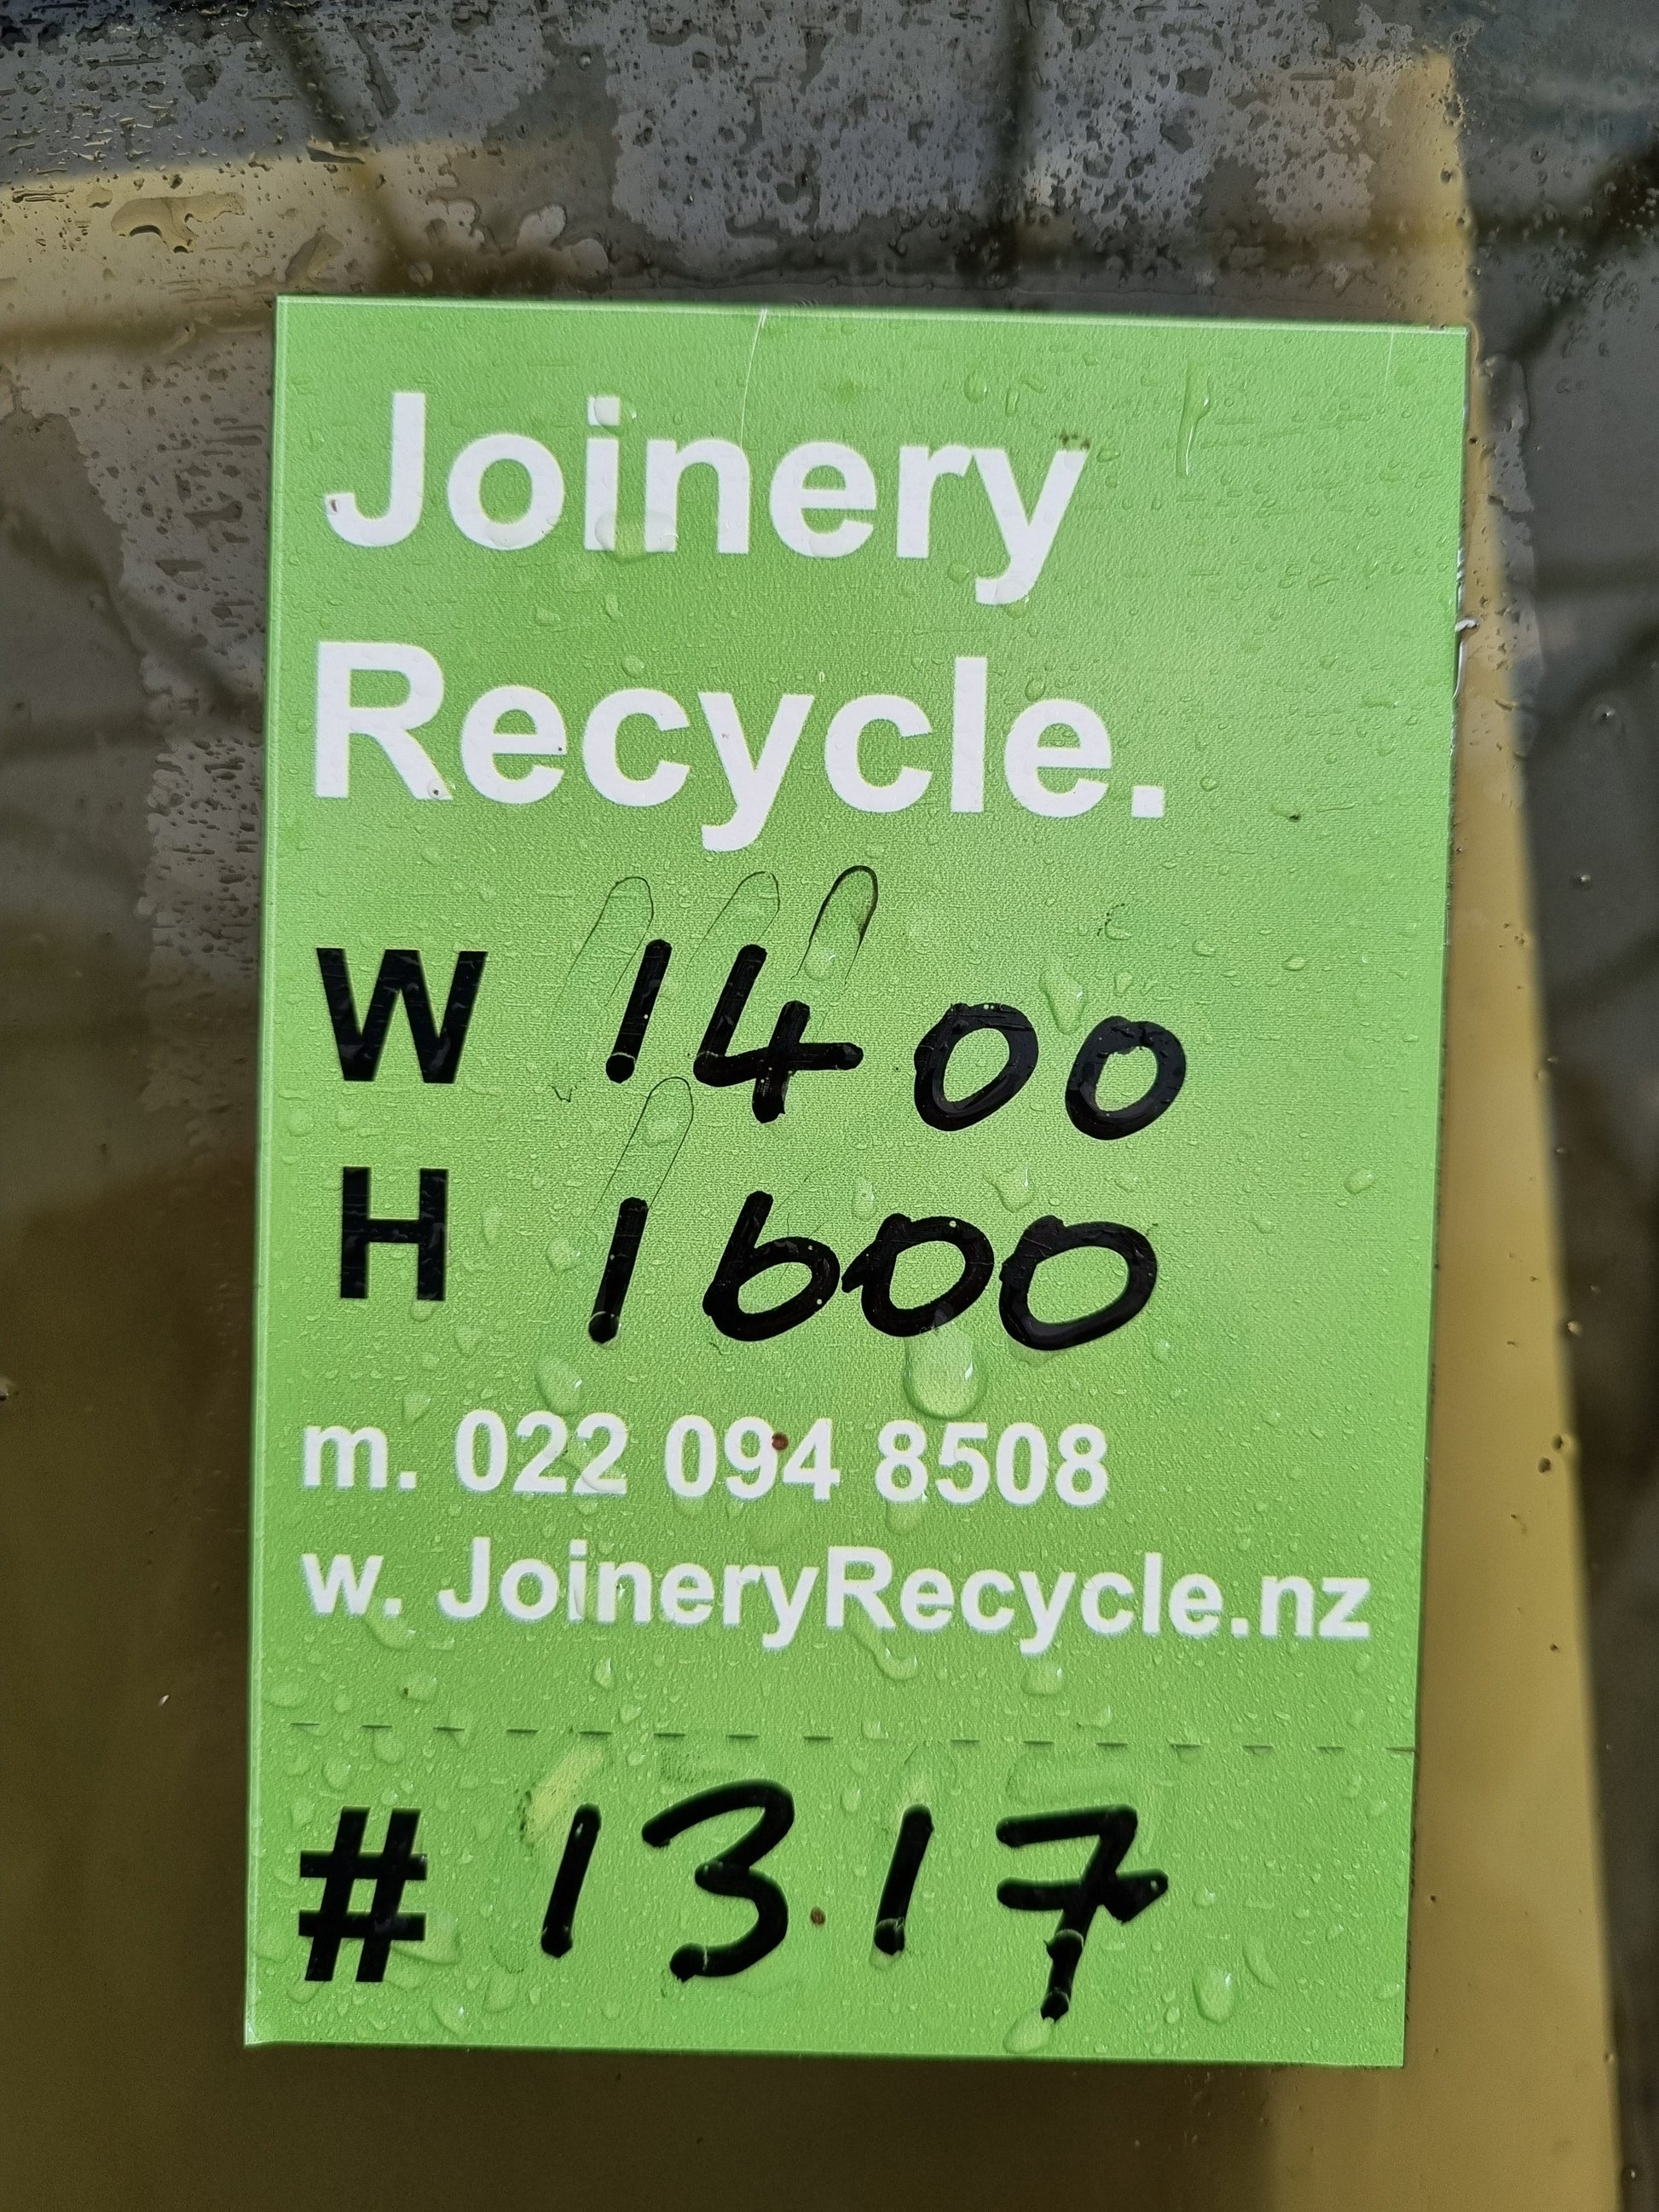 Joinery
Recycle.
W 1400
H 1600
m. 022 094 8508
w. JoineryRecycle.nz
# 1317